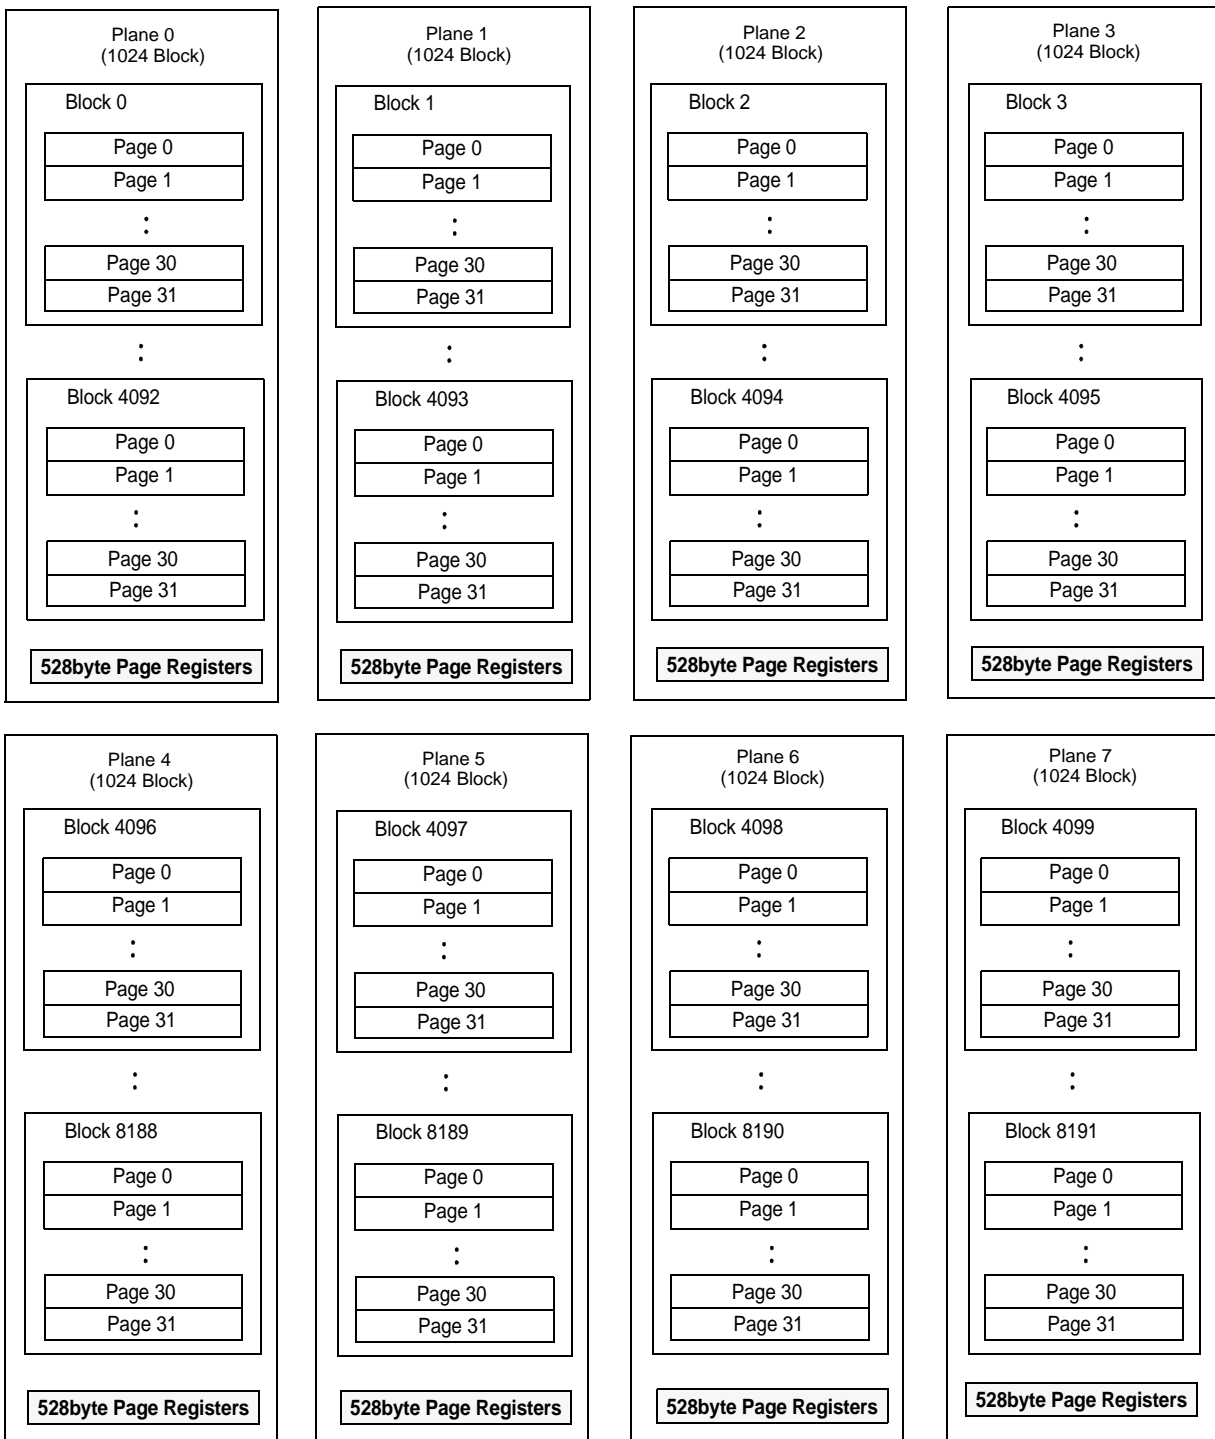 Plane 0
(1024 Block)
Block 0
Page 0
Page 1
:
Page 30
Page 31
:
Block 4092
Page 0
Page 1
:
Page 30
Page 31
528byte Page Registers
Plane 1
(1024 Block)
Block 1
Page 0
Page 1
:
Page 30
Page 31
:
Block 4093
Page 0
Page 1
:
Page 30
Page 31
528byte Page Registers
Plane 2
(1024 Block)
Block 2
Page 0
Page 1
:
Page 30
Page 31
:
Block 4094
Page 0
Page 1
:
Page 30
Page 31
528byte Page Registers
Plane 3
(1024 Block)
Block 3
Page 0
Page 1
:
Page 30
Page 31
:
Block 4095
Page 0
Page 1
:
Page 30
Page 31
528byte Page Registers
Plane 4
(1024 Block)
Block 4096
Page 0
Page 1
:
Page 30
Page 31
:
Block 8188
Page 0
Page 1
:
Page 30
Page 31
528byte Page Registers
Plane 5
(1024 Block)
Block 4097
Page 0
Page 1
:
Page 30
Page 31
:
Block 8189
Page 0
Page 1
:
Page 30
Page 31
528byte Page Registers
Plane 6
(1024 Block)
Block 4098
Page 0
Page 1
:
Page 30
Page 31
:
Block 8190
Page 0
Page 1
:
Page 30
Page 31
528byte Page Registers
Plane 7
(1024 Block)
Block 4099
Page 0
Page 1
:
Page 30
Page 31
:
Block 8191
Page 0
Page 1
:
Page 30
Page 31
528byte Page Registers